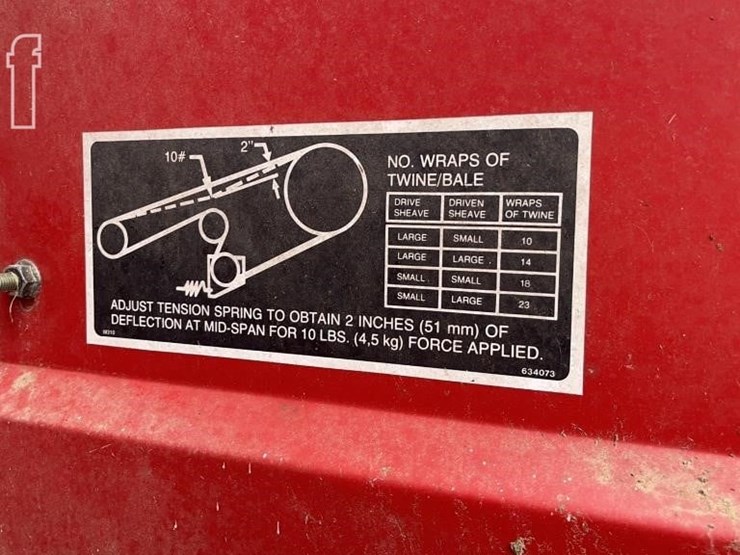 f
10#
2"
NO. WRAPS OF
TWINE/BALE
DRIVE SHEAVE DRIVEN SHEAVE WRAPS OF TWINE
LARGE SMALL 10
LARGE LARGE 14
SMALL SMALL 18
SMALL LARGE 23
ADJUST TENSION SPRING TO OBTAIN 2 INCHES (51 mm) OF
DEFLECTION AT MID-SPAN FOR 10 LBS. (4,5 kg) FORCE APPLIED.
634073